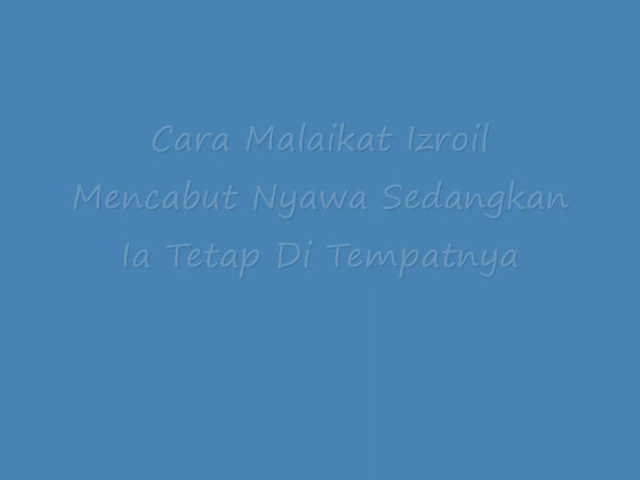 Cara Malaikat Izroil
Mencabut Nyawa Sedangkan
Ia Tetap Di Tempatnya